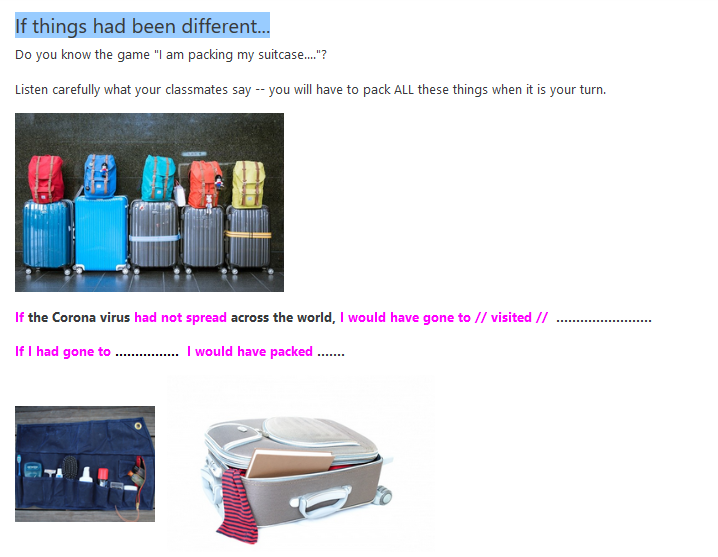 If things had been different...
Do you know the game "I am packing my suitcase...."?
Listen carefully what your classmates say -- you will have to pack ALL these things when it is your turn.
If the Corona virus had not spread across the world, I would have gone to // visited // ........................
If I had gone to ................ I would have packed .......